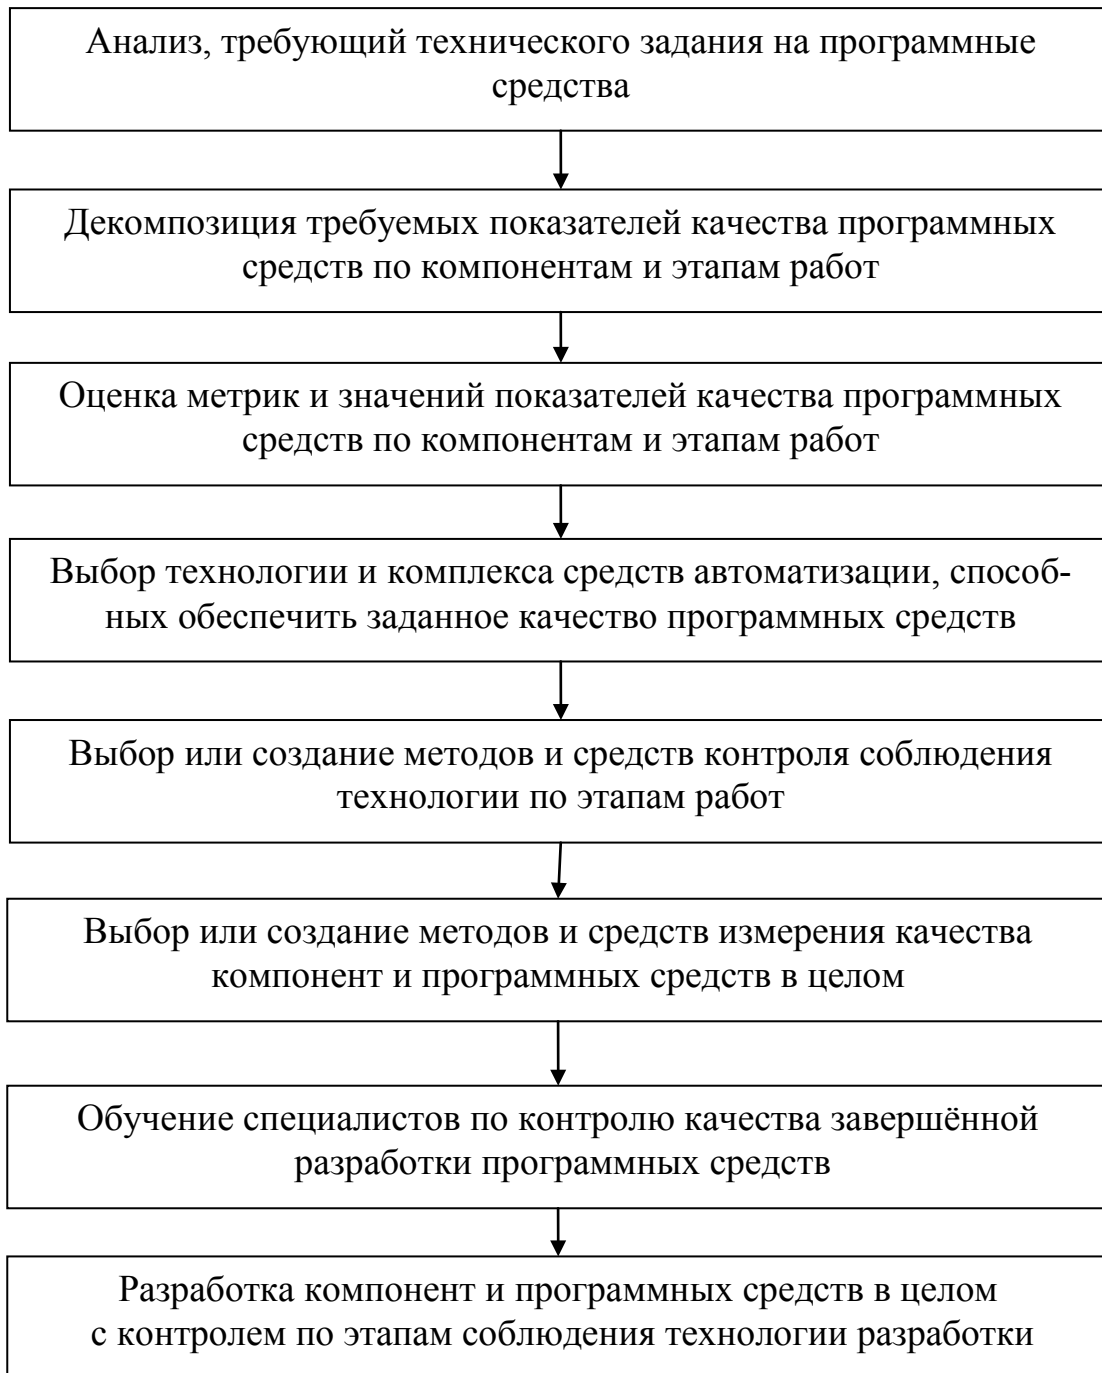 Анализ, требующий технического задания на программные
средства
Декомпозиция требуемых показателей качества программных
средств по компонентам и этапам работ
Оценка метрик и значений показателей качества программных
средств по компонентам и этапам работ
Выбор технологии и комплекса средств автоматизации, способ-
ных обеспечить заданное качество программных средств
Выбор или создание методов и средств контроля соблюдения
технологии по этапам работ
Выбор или создание методов и средств измерения качества
компонент и программных средств в целом
Обучение специалистов по контролю качества завершённой
разработки программных средств
Разработка компонент и программных средств в целом
с контролем по этапам соблюдения технологии разработки